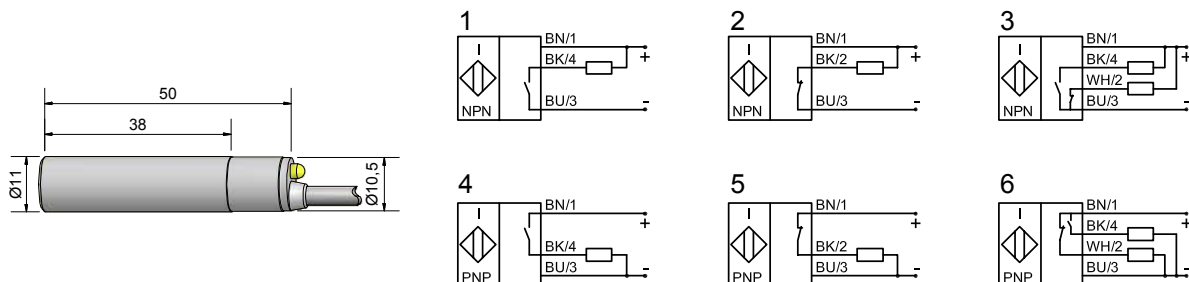 50
38
Ø11
Ø10,5
1
I
NPN
BN/1
BK/4
BU/3
+
-
2
I
NPN
BN/1
BK/2
BU/3
+
-
3
I
NPN
BN/1
BK/4
WH/2
BU/3
+
-
4
I
PNP
BN/1
BK/4
BU/3
+
-
5
I
PNP
BN/1
BK/2
BU/3
+
-
6
I
PNP
BN/1
BK/4
WH/2
BU/3
+
-